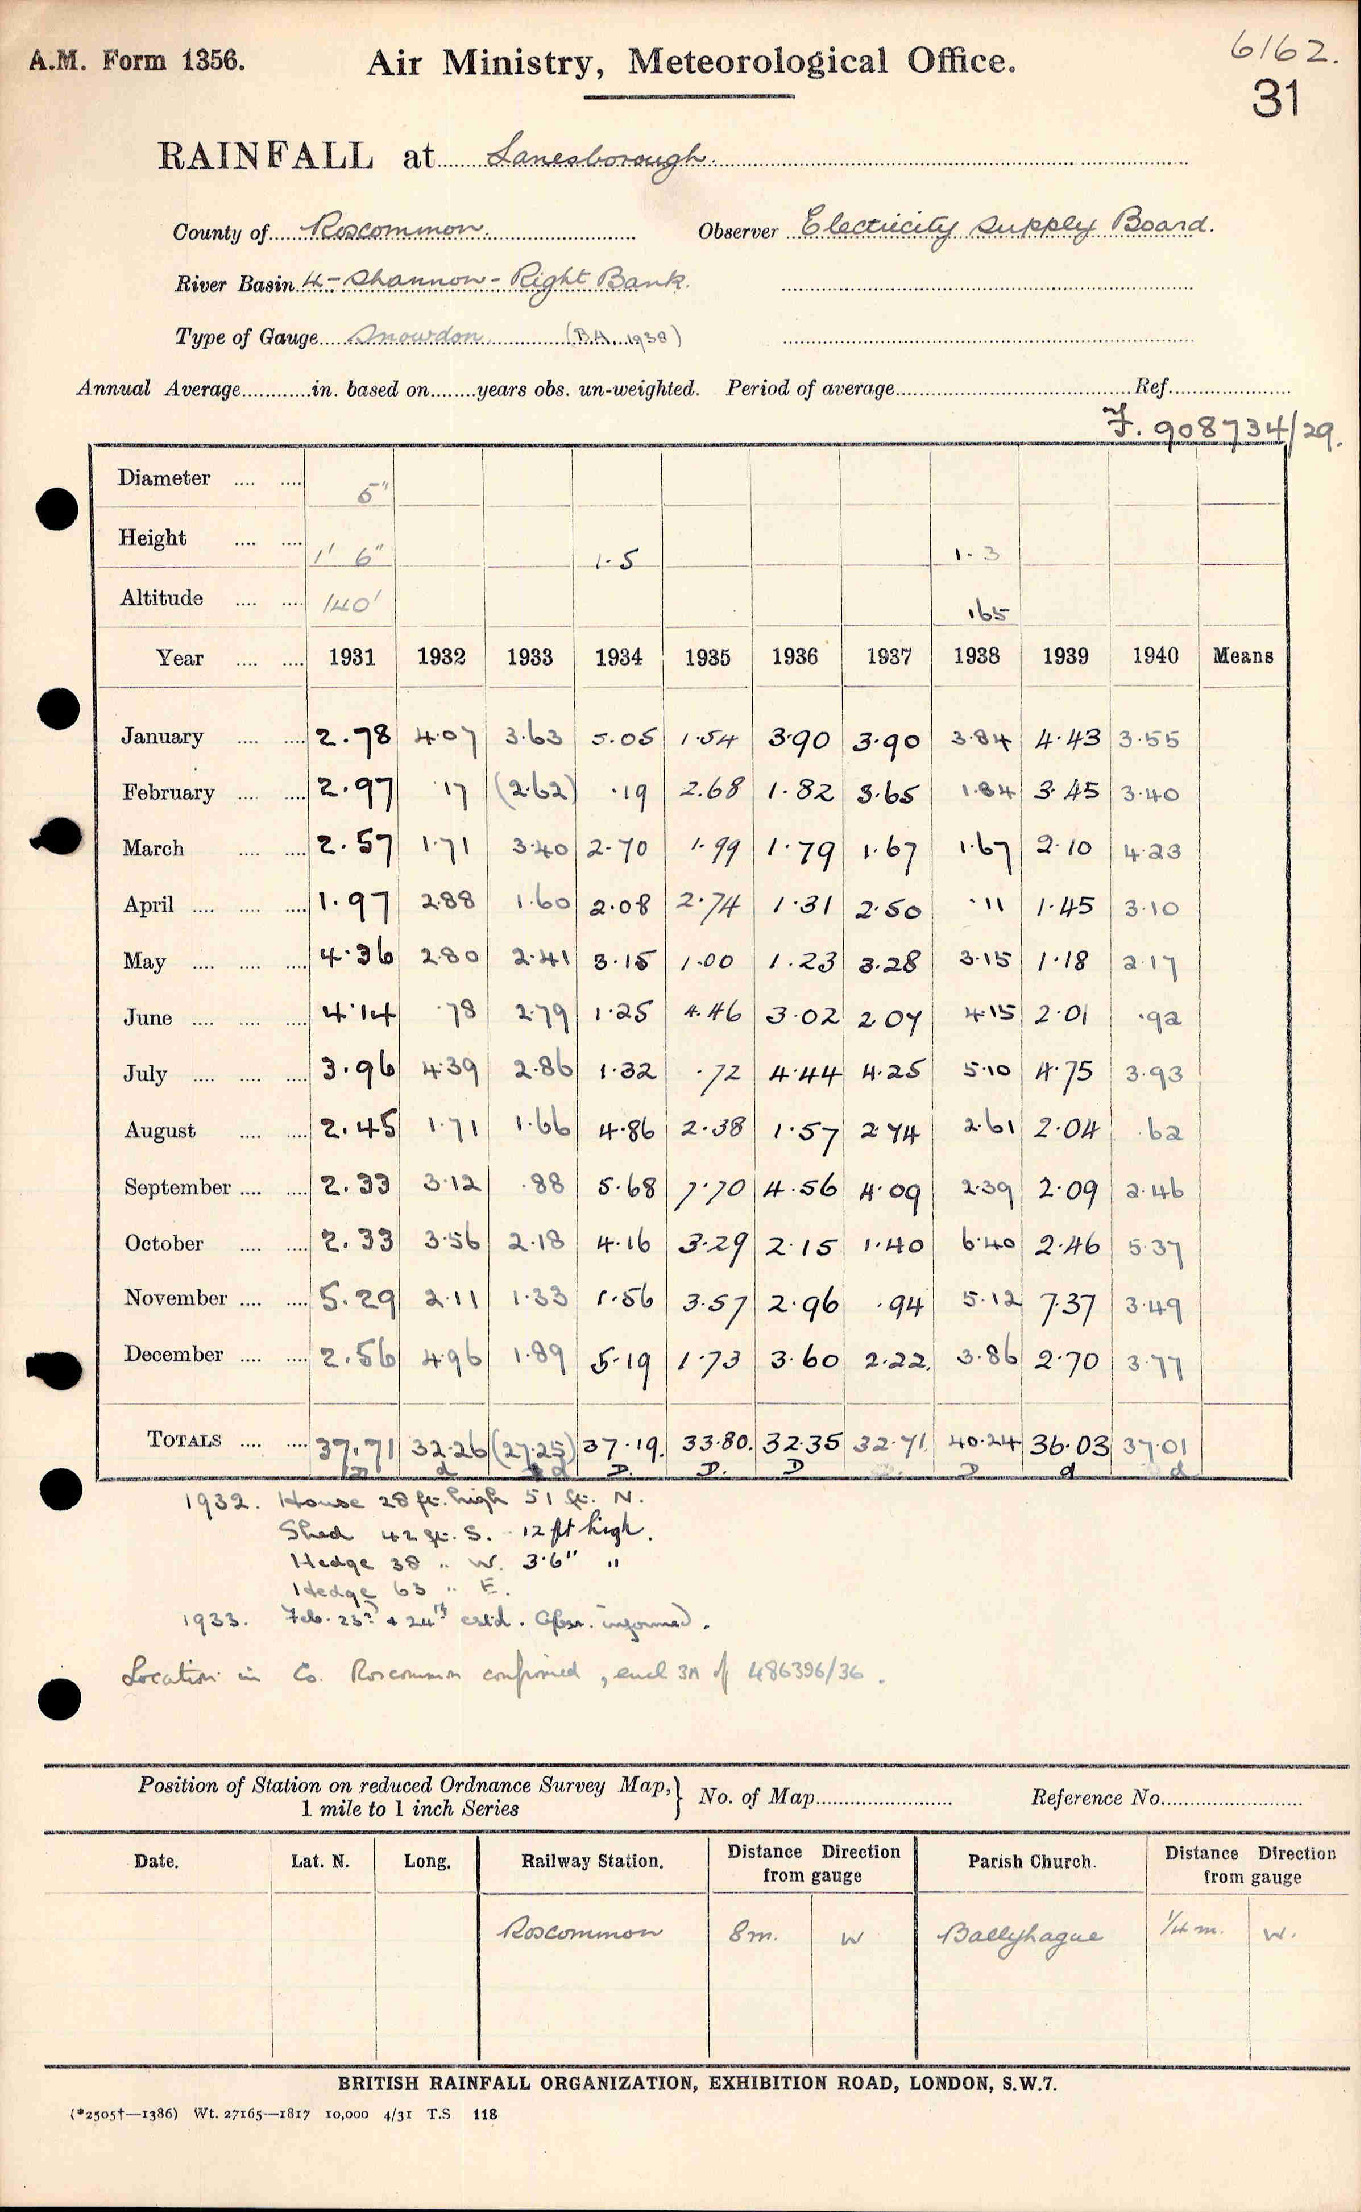 6162.
A.M. Form 1356. Air Ministry, Meteorological Office. 31
RAINFALL at Lanesborough.
County of Roscommon. Observer Electricity Supply Board.
River Basin 4 - Shannon - Right Bank.
Type of Gauge Snowdon (B.A. 1938)
Annual Average in. based on years obs. un-weighted. Period of average Ref.
F. 908734/29.
Diameter 5"
Height 1' 6" 1.5 1.3
Altitude 140' 165
Year 1931 1932 1933 1934 1935 1936 1937 1938 1939 1940 Means
January 2.78 4.07 3.63 5.05 1.54 3.90 3.90 3.84 4.43 3.55
February 2.97 .17 (2.62) .19 2.68 1.82 3.65 1.84 3.45 3.40
March 2.57 1.71 3.40 2.70 1.99 1.79 1.67 1.67 2.10 4.23
April 1.97 2.88 1.60 2.08 2.74 1.31 2.50 .11 1.45 3.10
May 4.36 2.80 2.41 3.15 1.00 1.23 3.28 3.15 1.18 2.17
June 4.14 .78 2.79 1.25 4.46 3.02 2.07 4.15 2.01 .92
July 3.96 4.39 2.86 1.32 .72 4.44 4.25 5.10 4.75 3.93
August 2.45 1.71 1.66 4.86 2.38 1.57 2.74 2.61 2.04 .62
September 2.33 3.12 .88 5.68 7.70 4.56 4.09 2.39 2.09 2.46
October 2.33 3.56 2.18 4.16 3.29 2.15 1.40 6.40 2.46 5.37
November 5.29 2.11 1.33 1.56 3.57 2.96 .94 5.12 7.37 3.49
December 2.56 4.96 1.89 5.19 1.73 3.60 2.22. 3.86 2.70 3.77
TOTALS 37.71 32.26 (27.25) 37.19. 33.80. 32.35 32.71 40.24 36.03 37.01
d d D. D. D D d d
1932. House 28 ft. high 51 ft. N.
Shed 42 ft. S. 12 ft high.
Hedge 38 " W. 3'6" "
Hedge 63 " E.
1933. Feb. 23rd & 24th estd. Obsr. informed.
Location in Co. Roscommon confirmed, encl 3A of 486396/36.
Position of Station on reduced Ordnance Survey Map,
1 mile to 1 inch Series } No. of Map Reference No.
Date. Lat. N. Long. Railway Station. Distance Direction from gauge Parish Church. Distance Direction from gauge
Roscommon 8m. W Ballyhague 1/4 m. W.
BRITISH RAINFALL ORGANIZATION, EXHIBITION ROAD, LONDON, S.W.7.
(*2505†—1386) Wt. 27165—1817 10,000 4/31 T.S 118